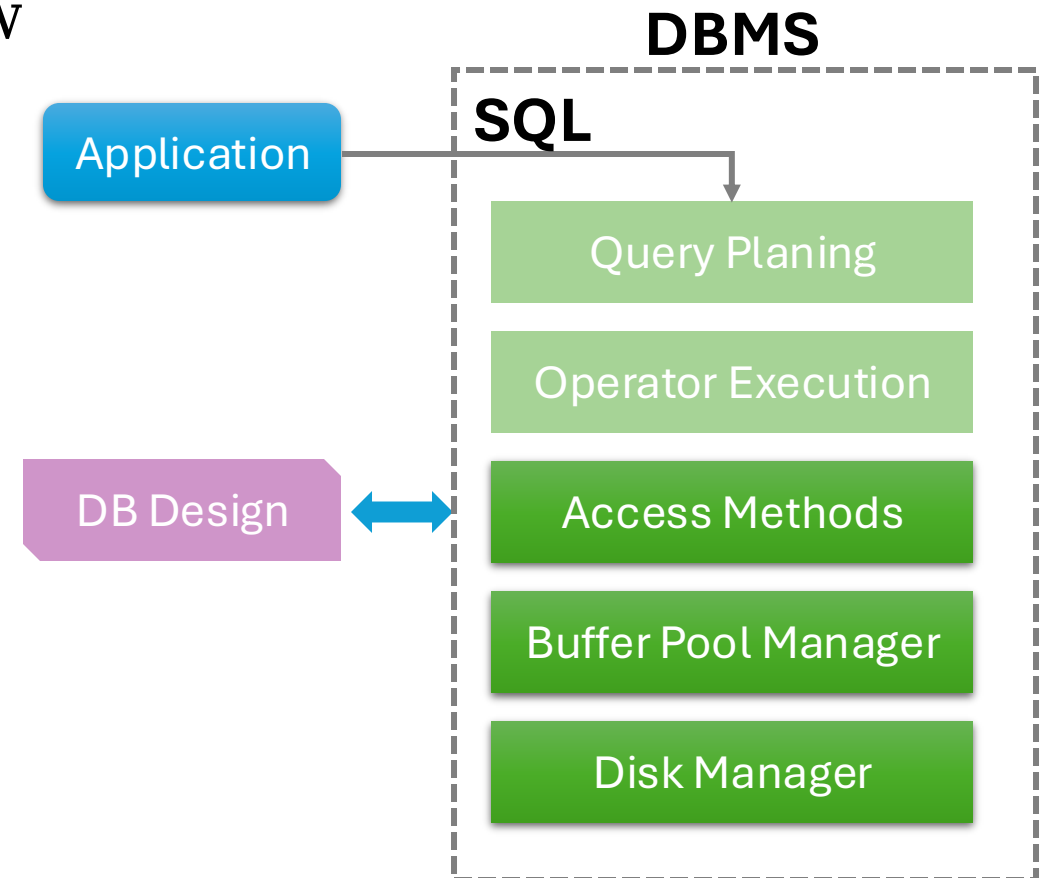 DBMS
SQL
Application
Query Planing
Operator Execution
DB Design
Access Methods
Buffer Pool Manager
Disk Manager